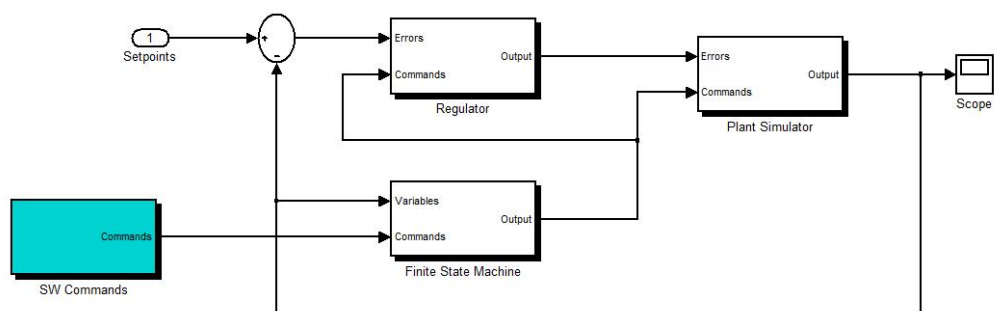 1
Setpoints
+
−
Errors
Commands
Output
Regulator
Errors
Commands
Output
Plant Simulator
Scope
Variables
Commands
Output
Finite State Machine
Commands
SW Commands